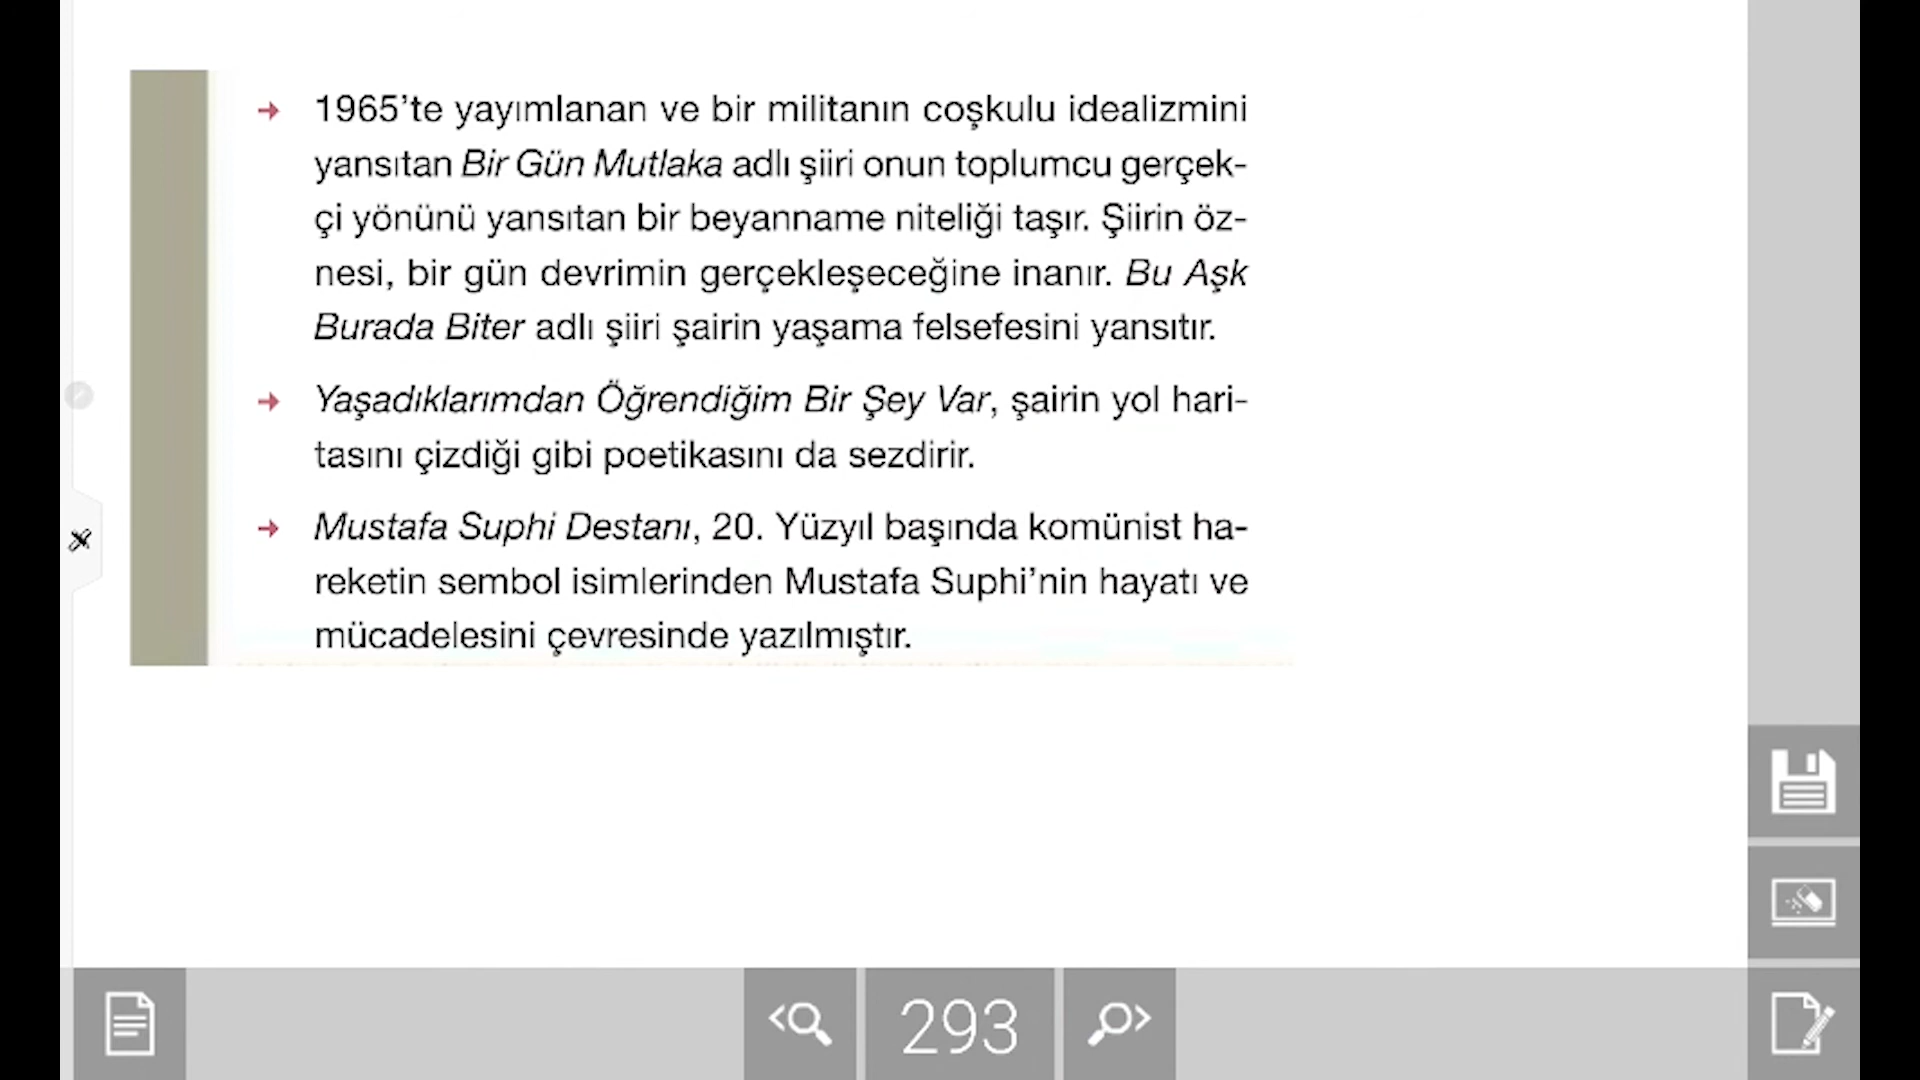 → 1965’te yayımlanan ve bir militanın coşkulu idealizmini
yansıtan Bir Gün Mutlaka adlı şiiri onun toplumcu gerçek-
çi yönünü yansıtan bir beyanname niteliği taşır. Şiirin öz-
nesi, bir gün devrimin gerçekleşeceğine inanır. Bu Aşk
Burada Biter adlı şiiri şairin yaşama felsefesini yansıtır.
→ Yaşadıklarımdan Öğrendiğim Bir Şey Var, şairin yol hari-
tasını çizdiği gibi poetikasını da sezdirir.
→ Mustafa Suphi Destanı, 20. Yüzyıl başında komünist ha-
reketin sembol isimlerinden Mustafa Suphi’nin hayatı ve
mücadelesini çevresinde yazılmıştır.
293